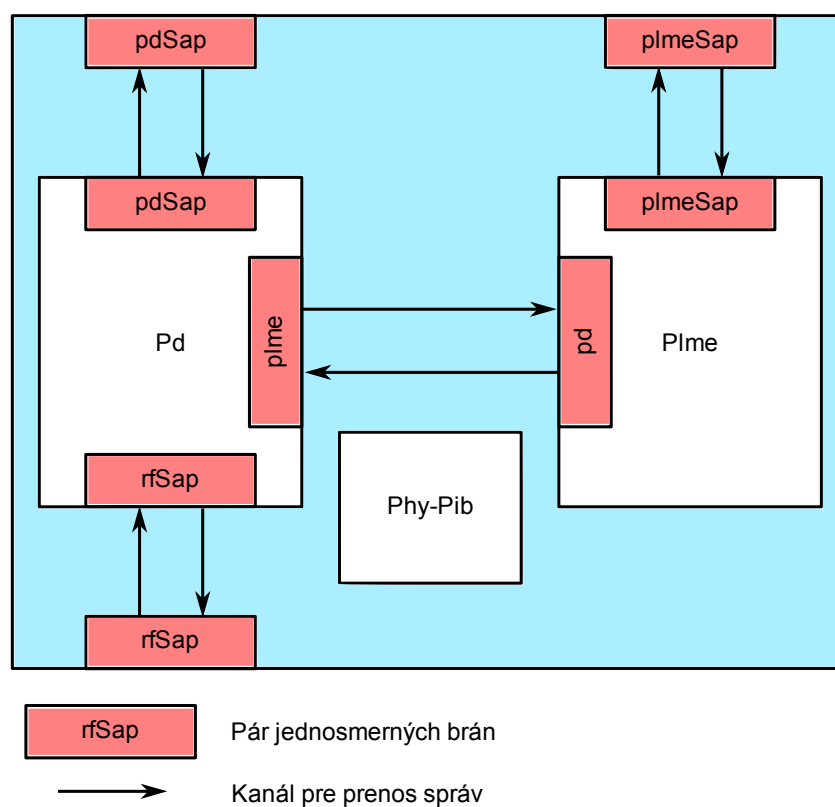 pdSap
plmeSap
pdSap
plmeSap
Pd
plme
pd
Plme
rfSap
Phy-Pib
rfSap
rfSap
Pár jednosmerných brán
Kanál pre prenos správ